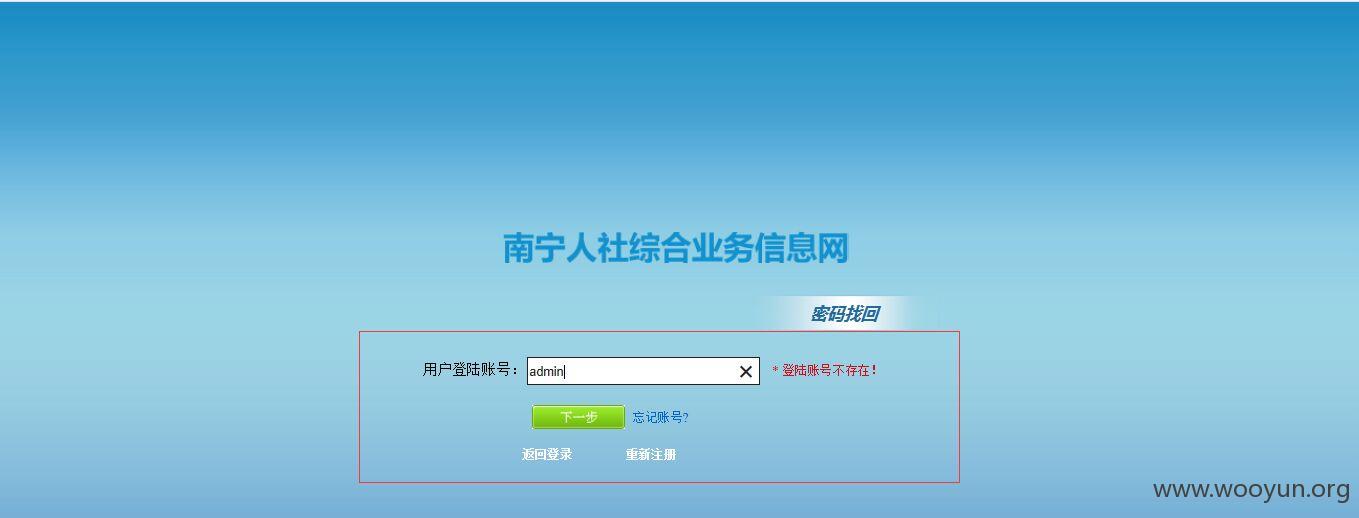 南宁人社综合业务信息网
密码找回
用户登陆账号： admin * 登陆账号不存在！
下一步 忘记账号?
返回登录 重新注册
www.wooyun.org